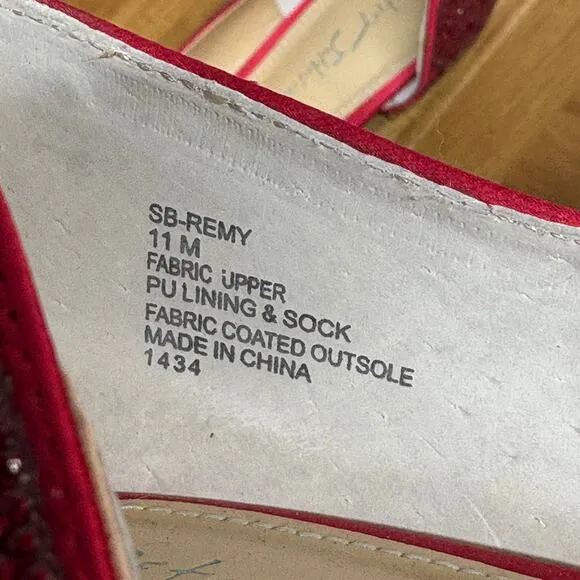 SB-REMY
11 M
FABRIC UPPER
PU LINING & SOCK
FABRIC COATED OUTSOLE
MADE IN CHINA
1434